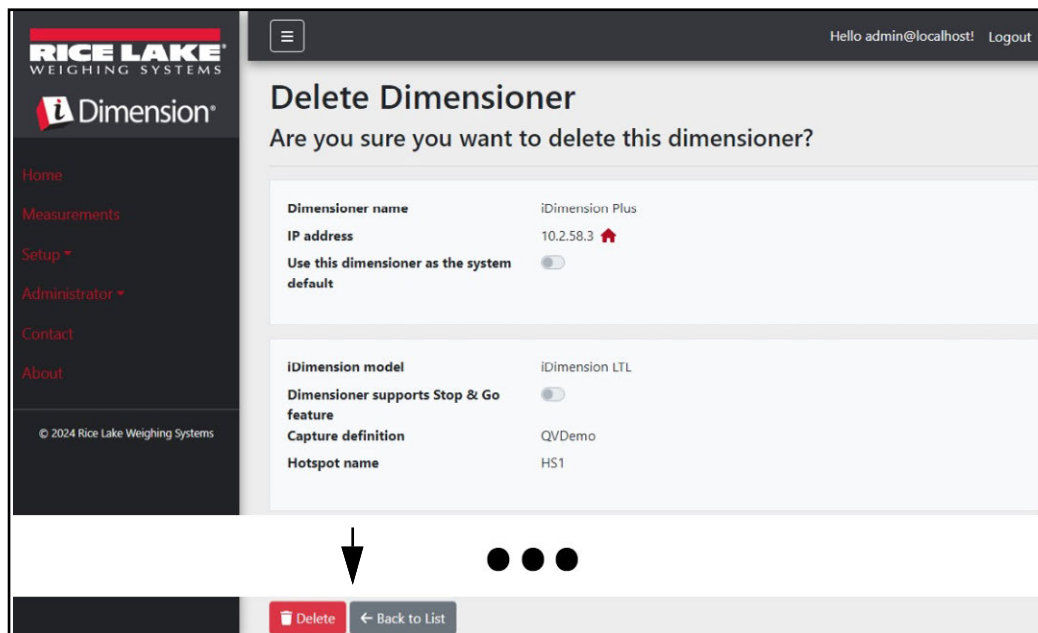 RICE LAKE®
WEIGHING SYSTEMS
i Dimension®
Home
Measurements
Setup
Administrator
Contact
About
© 2024 Rice Lake Weighing Systems
Hello admin@localhost! Logout
Delete Dimensioner
Are you sure you want to delete this dimensioner?
Dimensioner name iDimension Plus
IP address 10.2.58.3
Use this dimensioner as the system
default
iDimension model iDimension LTL
Dimensioner supports Stop & Go
feature
Capture definition QVDemo
Hotspot name HS1
Delete ← Back to List